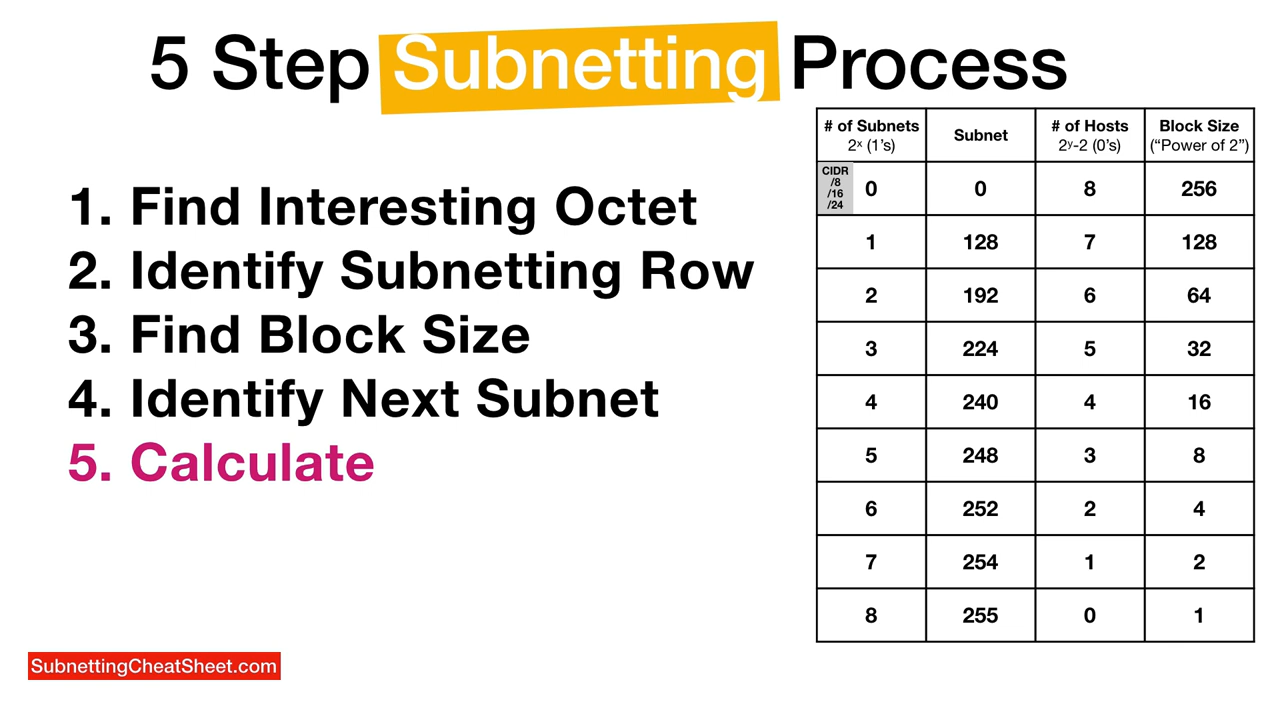 5 Step Subnetting Process
1. Find Interesting Octet
2. Identify Subnetting Row
3. Find Block Size
4. Identify Next Subnet
5. Calculate
# of Subnets Subnet # of Hosts Block Size
2ˣ (1's) 2ʸ-2 (0's) ("Power of 2")
CIDR
/8
/16
/24
0 0 8 256
1 128 7 128
2 192 6 64
3 224 5 32
4 240 4 16
5 248 3 8
6 252 2 4
7 254 1 2
8 255 0 1
SubnettingCheatSheet.com